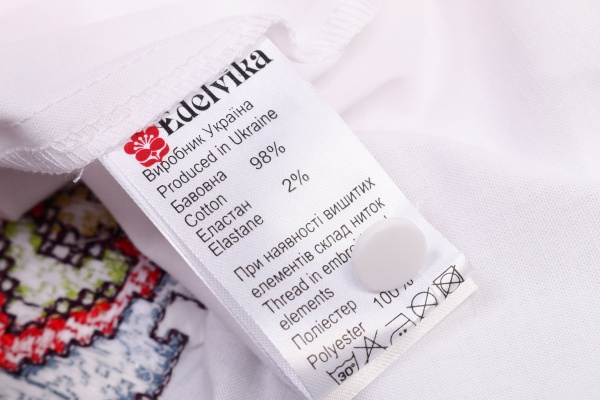 Edelvika
Виробник Україна
Produced in Ukraine
Бавовна 98%
Cotton
Еластан 2%
Elastane
При наявності вишитих
елементів склад ниток
Thread in
elements
Поліестер 100%
Polyester
30°